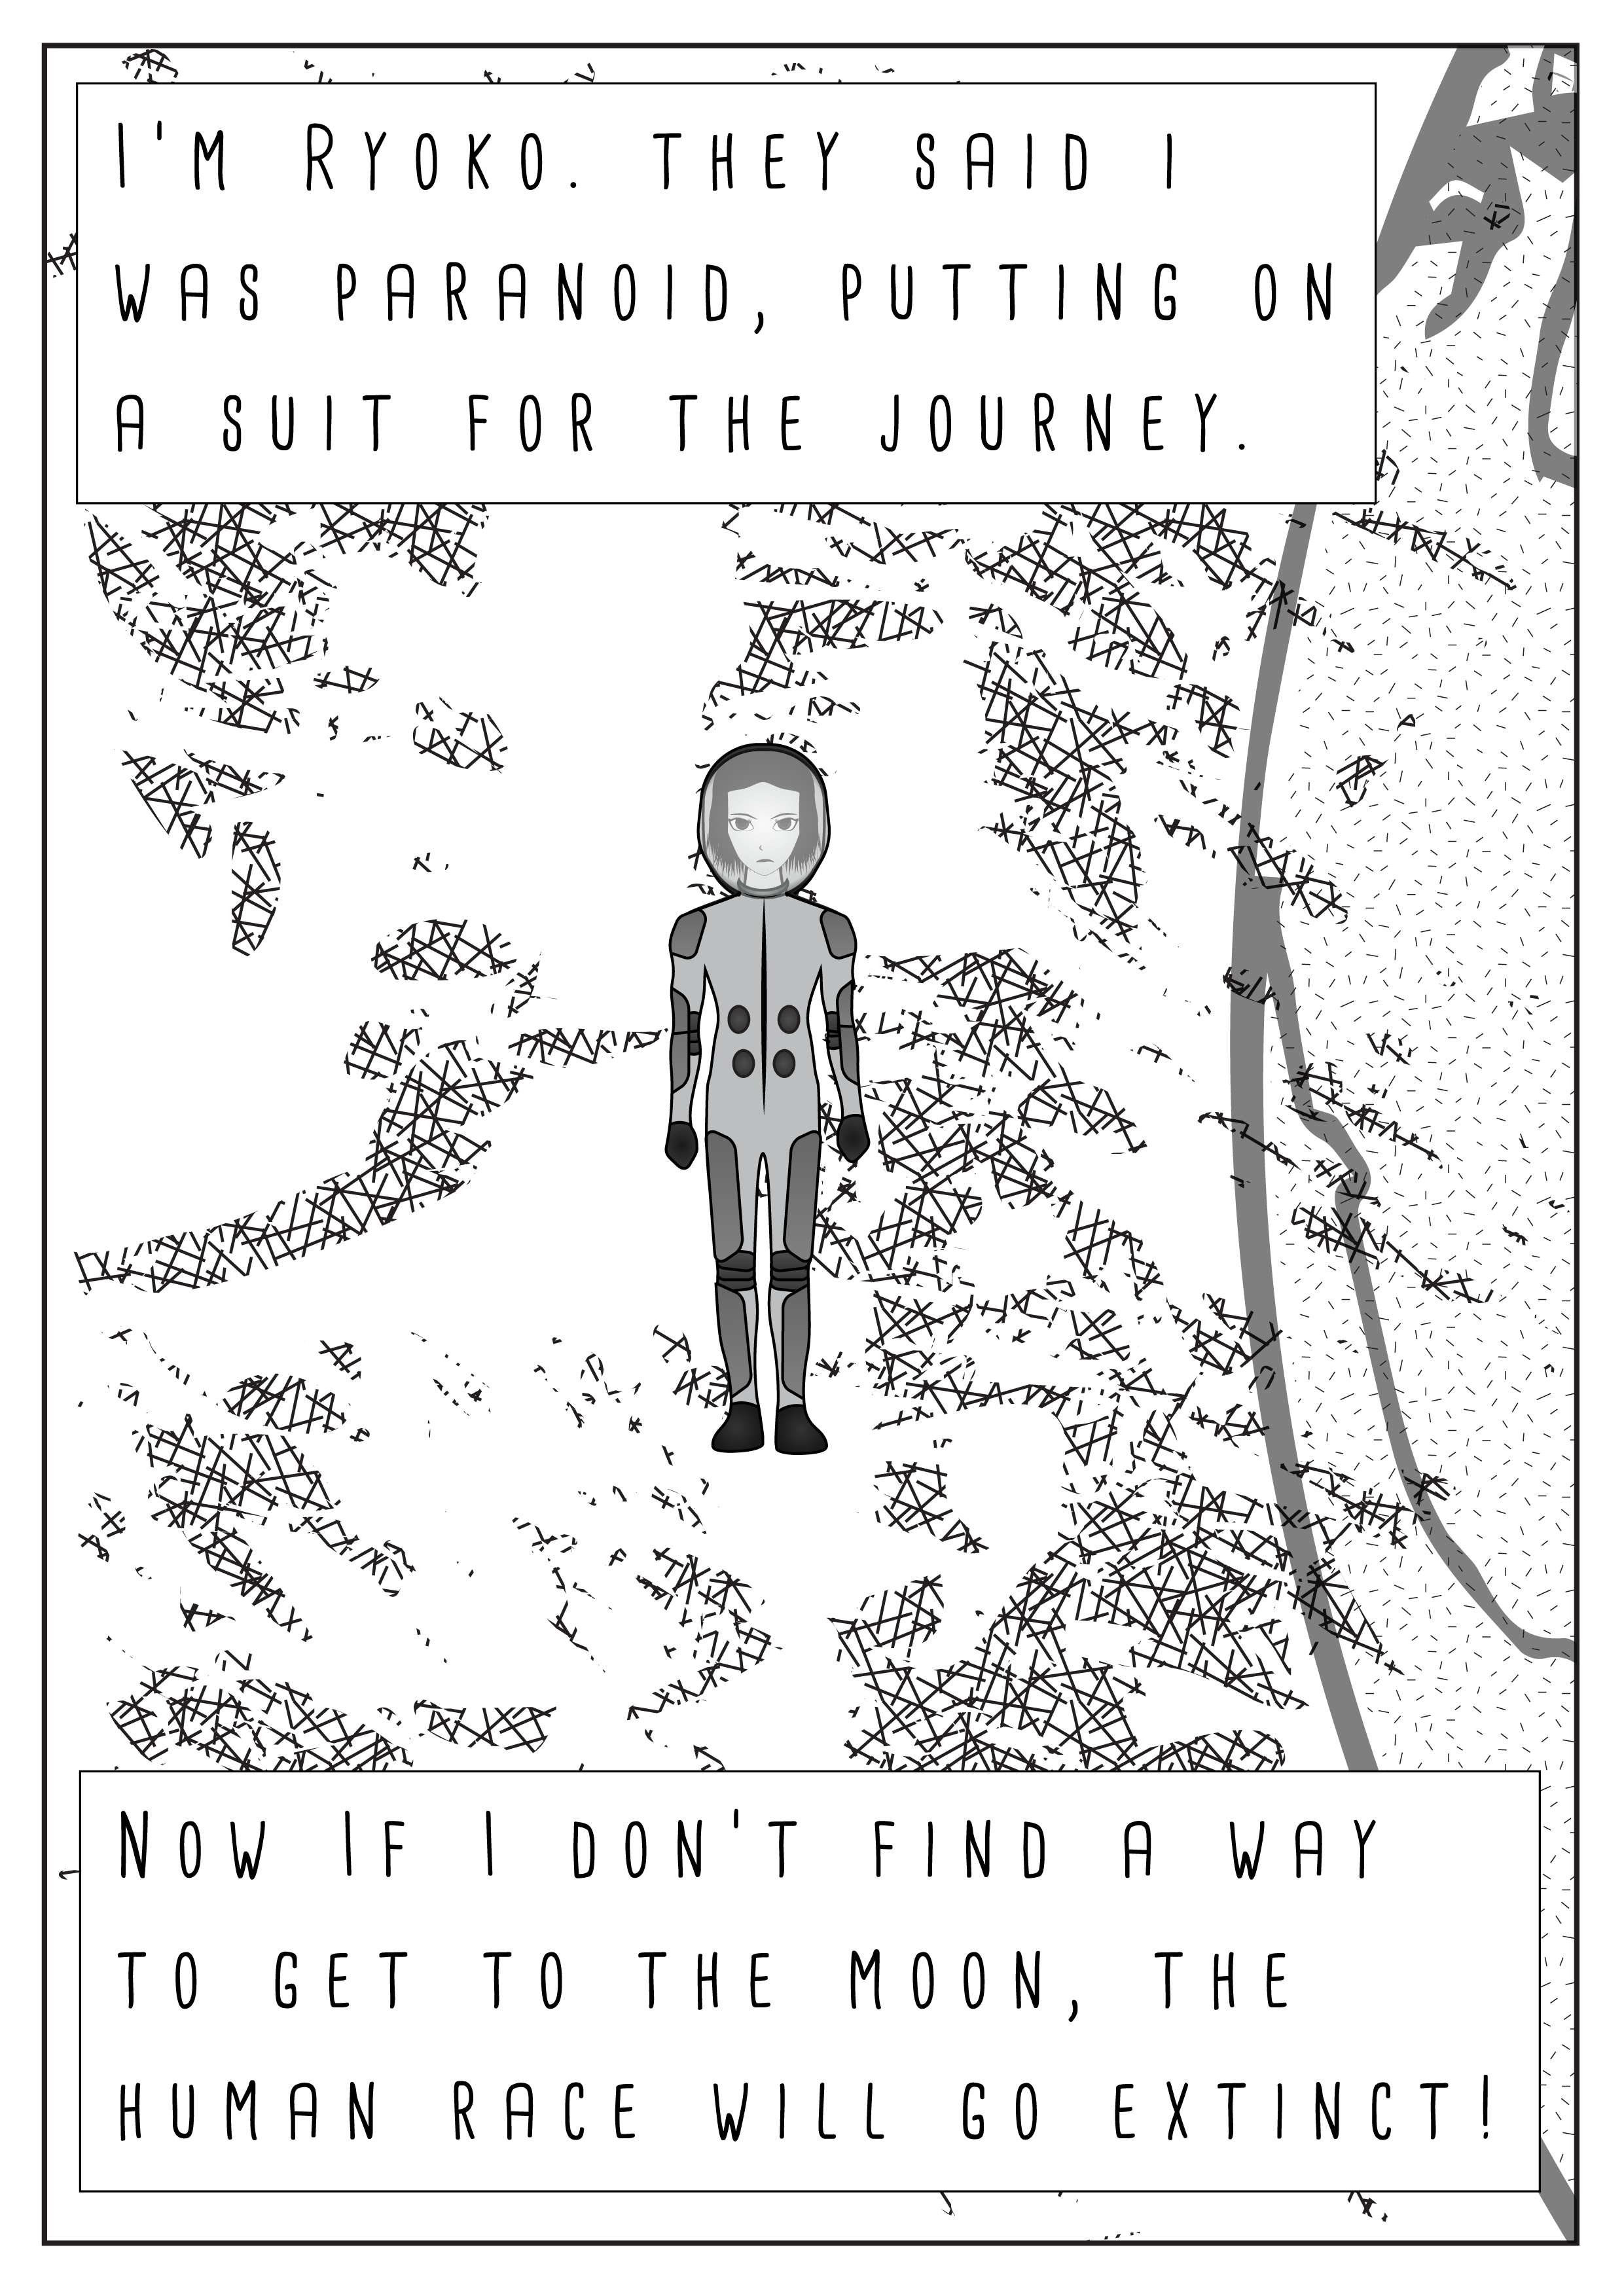 I'm Ryoko. They said I
was paranoid, putting on
a suit for the journey.
Now If I don't find a way
to get to the moon, the
human race will go extinct!